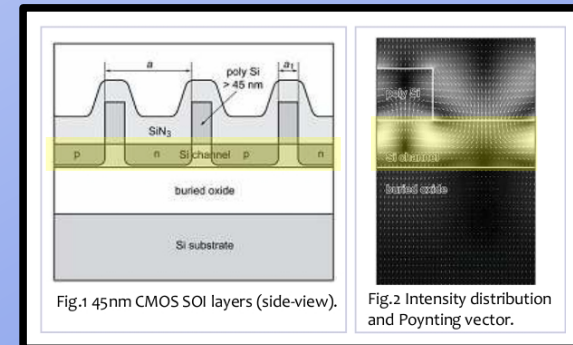 a
poly Si
> 45 nm
a1
SiN3
p n Si channel p n
buried oxide
Si substrate
Fig.1 45nm CMOS SOI layers (side-view).
poly Si
Si channel
buried oxide
Fig.2 Intensity distribution
and Poynting vector.